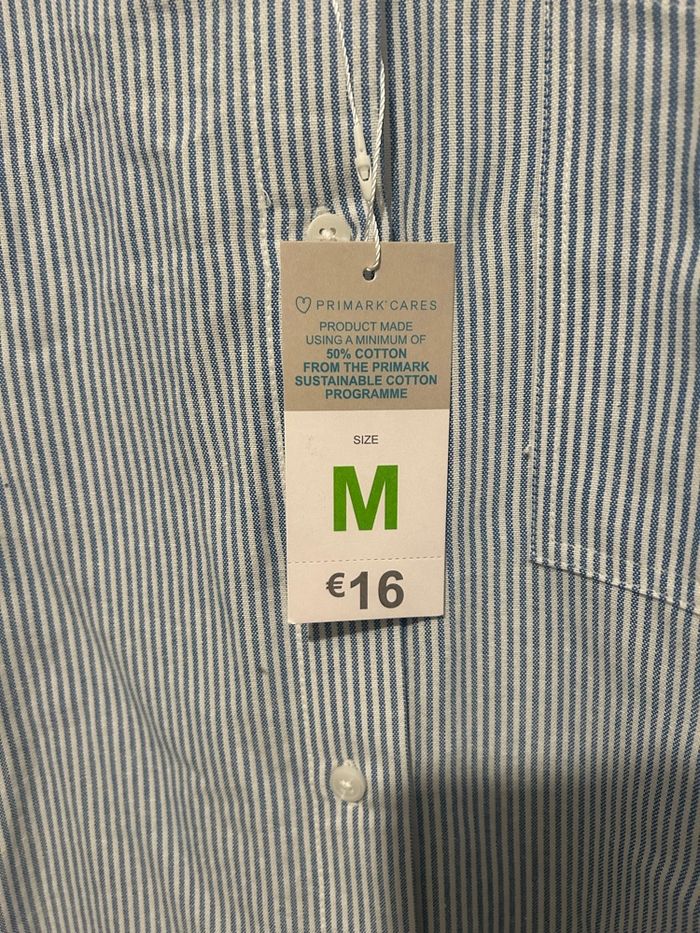 PRIMARK® CARES
PRODUCT MADE
USING A MINIMUM OF
50% COTTON
FROM THE PRIMARK
SUSTAINABLE COTTON
PROGRAMME
SIZE
M
€16